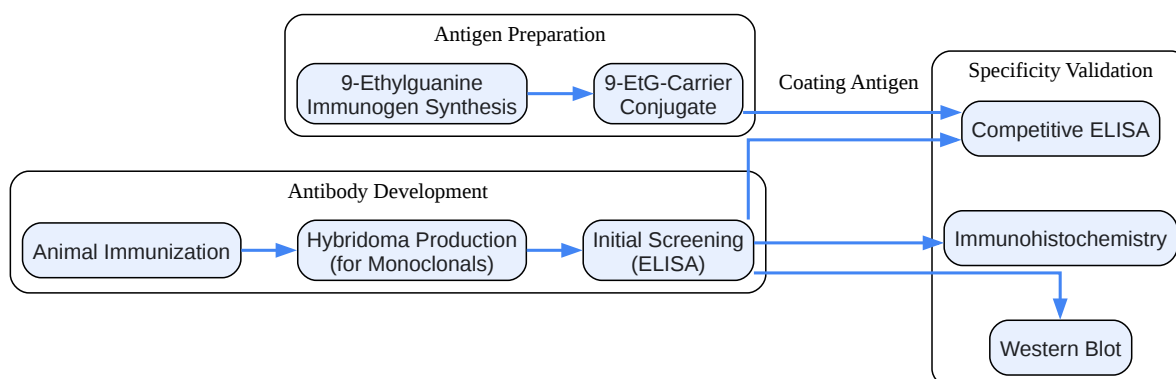 Antigen Preparation
9-Ethylguanine
Immunogen Synthesis
9-EtG-Carrier
Conjugate
Coating Antigen
Specificity Validation
Competitive ELISA
Antibody Development
Animal Immunization
Hybridoma Production
(for Monoclonals)
Initial Screening
(ELISA)
Immunohistochemistry
Western Blot